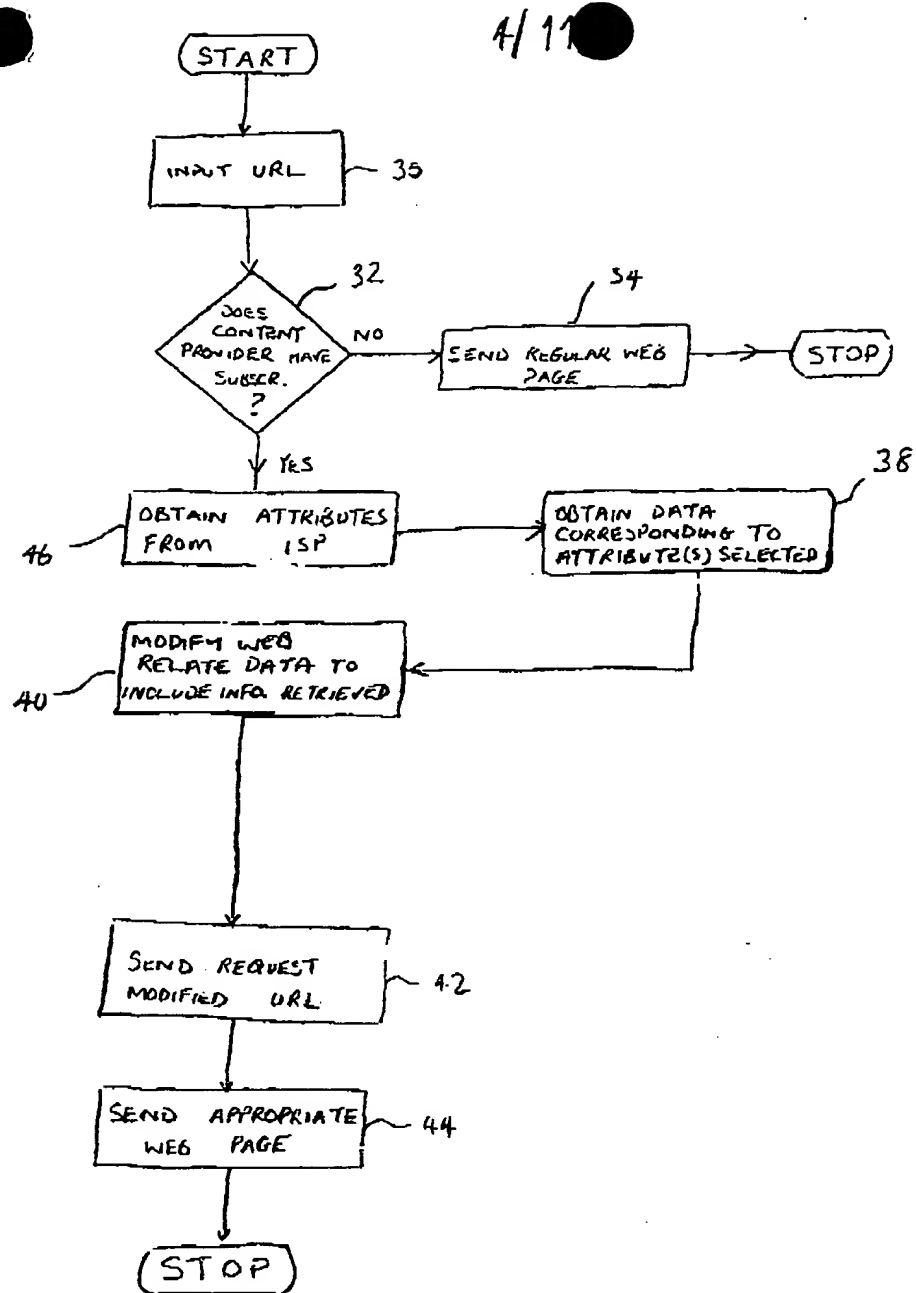 4/11
START
INPUT URL
35
32
DOES
CONTENT
PROVIDER HAVE
SUBSCR.
?
NO
54
SEND REGULAR WEB
PAGE
STOP
YES
46
OBTAIN ATTRIBUTES
FROM ISP
38
OBTAIN DATA
CORRESPONDING TO
ATTRIBUTE(S) SELECTED
40
MODIFY WEB
RELATE DATA TO
INCLUDE INFO. RETRIEVED
SEND REQUEST
MODIFIED URL
42
SEND APPROPRIATE
WEB PAGE
44
STOP